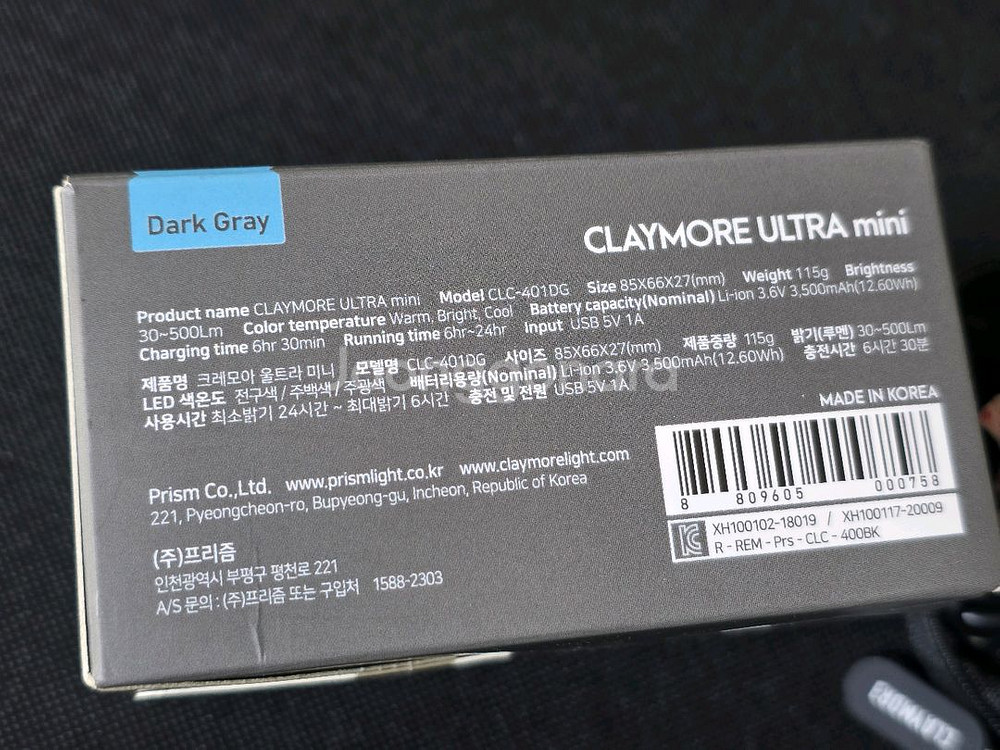 Dark Gray
CLAYMORE ULTRA mini
Product name CLAYMORE ULTRA mini Model CLC-401DG Size 85X66X27(mm) Weight 115g Brightness
30~500Lm Color temperature Warm, Bright, Cool Battery capacity(Nominal) Li-ion 3.6V 3,500mAh(12.60Wh)
Charging time 6hr 30min Running time 6hr~24hr Input USB 5V 1A
제품명 크레모아 울트라 미니 모델명 CLC-401DG 사이즈 85X66X27(mm) 제품중량 115g 밝기(루멘) 30~500Lm
LED 색온도 전구색 / 주백색 / 주광색 배터리용량(Nominal) Li-ion 3.6V 3,500mAh(12.60Wh) 충전시간 6시간 30분
사용시간 최소밝기 24시간 ~ 최대밝기 6시간 충전 및 전원 USB 5V 1A
MADE IN KOREA
Prism Co.,Ltd. www.prismlight.co.kr www.claymorelight.com
221, Pyeongcheon-ro, Bupyeong-gu, Incheon, Republic of Korea
8 809605 000758
XH100102-18019 / XH100117-20009
R - REM - Prs - CLC - 400BK
(주)프리즘
인천광역시 부평구 평천로 221
A/S 문의 : (주)프리즘 또는 구입처 1588-2303
CLAYMORE